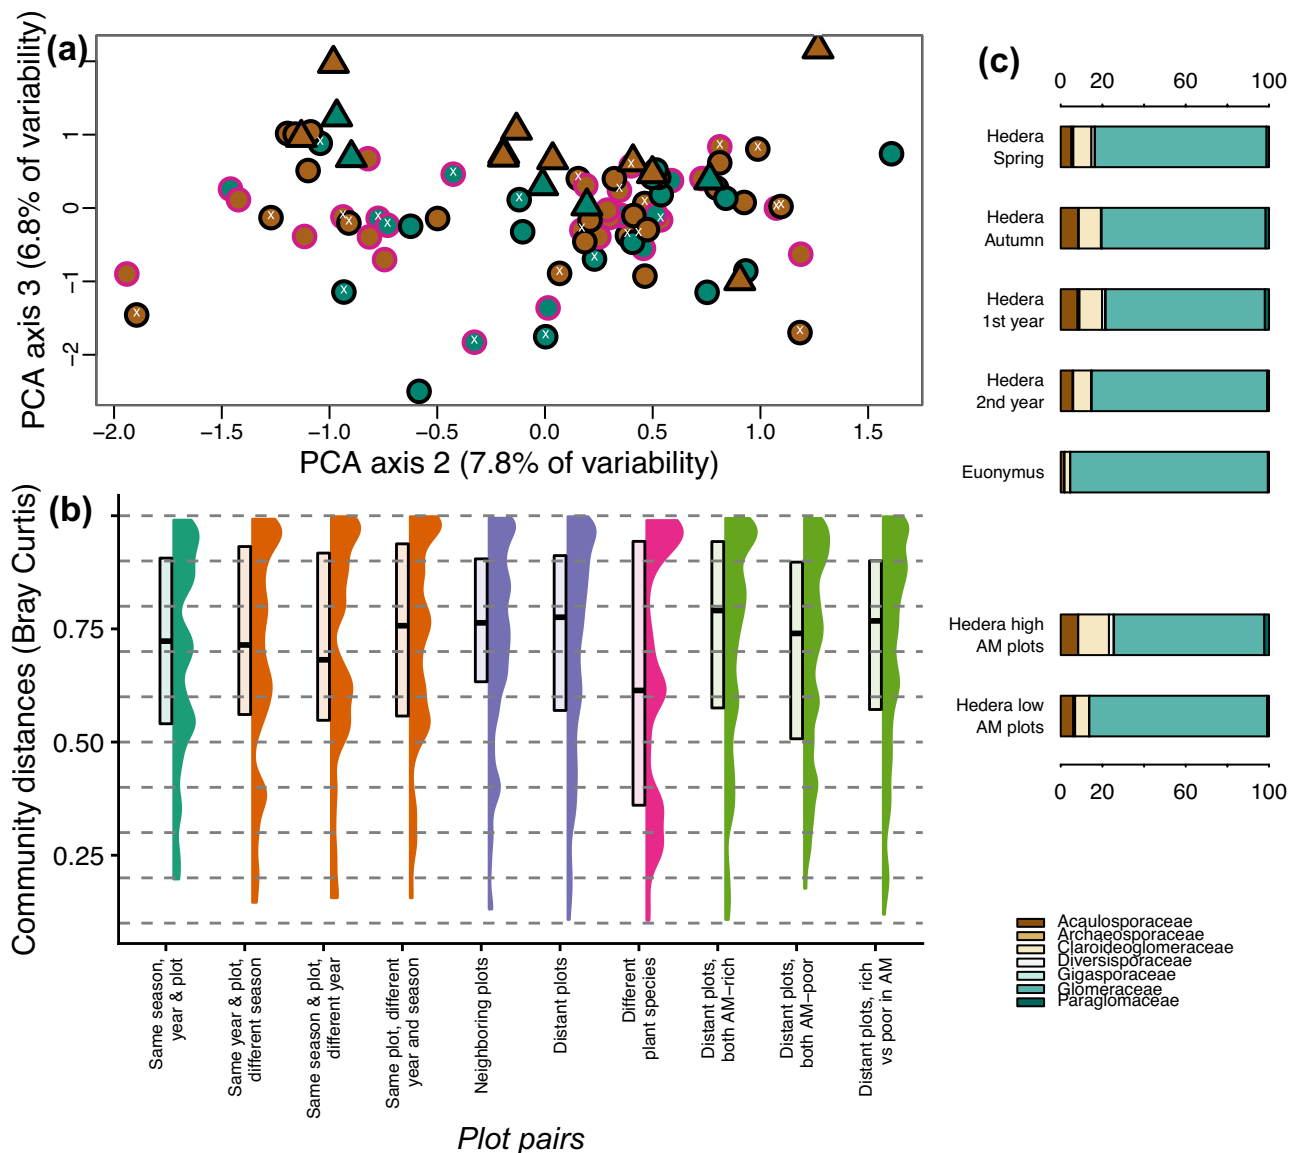 (a)
PCA axis 3 (6.8% of variability)
1
0
−1
−2
−2.0 −1.5 −1.0 −0.5 0.0 0.5 1.0 1.5
PCA axis 2 (7.8% of variability)
(b)
Community distances (Bray Curtis)
0.75
0.50
0.25
Same season,
year & plot
Same year & plot,
different season
Same season & plot,
different year
Same plot, different
year and season
Neighboring plots
Distant plots
Different
plant species
Distant plots,
both AM−rich
Distant plots,
both AM−poor
Distant plots, rich
vs poor in AM
Plot pairs
(c)
0 20 60 100
Hedera
Spring
Hedera
Autumn
Hedera
1st year
Hedera
2nd year
Euonymus
Hedera high
AM plots
Hedera low
AM plots
0 20 60 100
Acaulosporaceae
Archaeosporaceae
Claroideoglomeraceae
Diversisporaceae
Gigasporaceae
Glomeraceae
Paraglomaceae